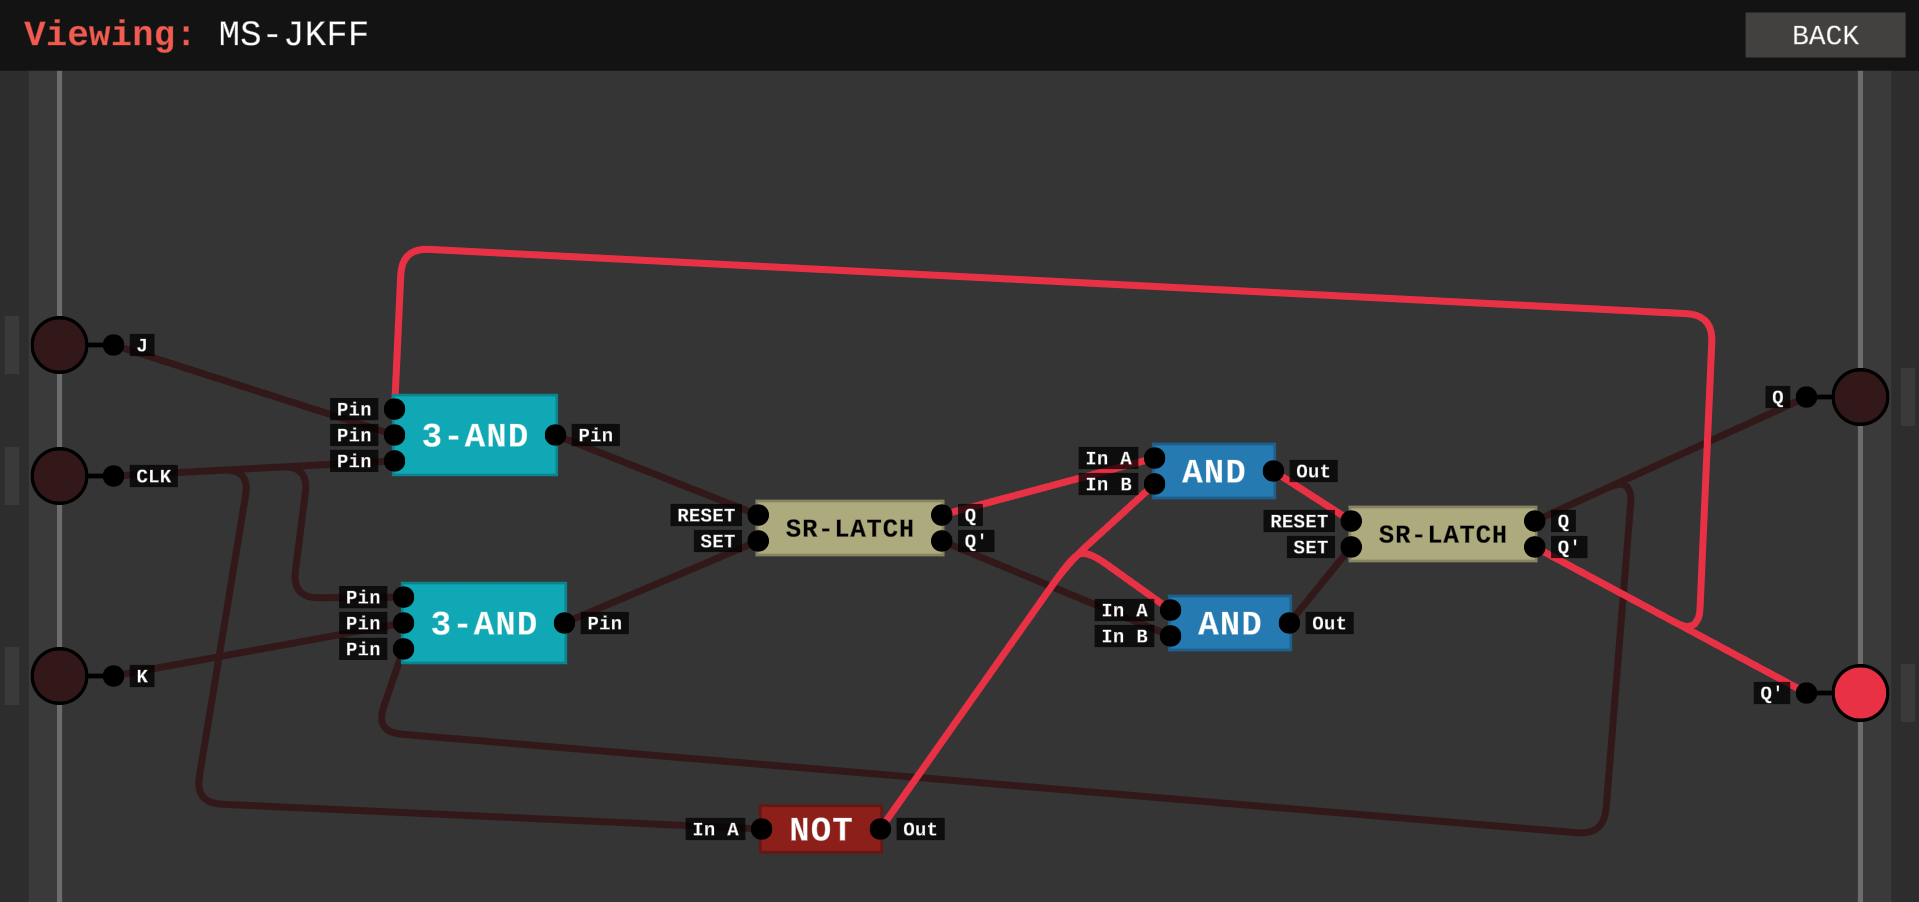 Viewing: MS-JKFF
BACK
J
Pin
Pin
Pin
3-AND
Pin
CLK
Q
In A
In B
AND
Out
RESET
SET
SR-LATCH
Q
Q'
RESET
SET
SR-LATCH
Q
Q'
Pin
Pin
Pin
3-AND
Pin
In A
In B
AND
Out
K
Q'
In A
NOT
Out